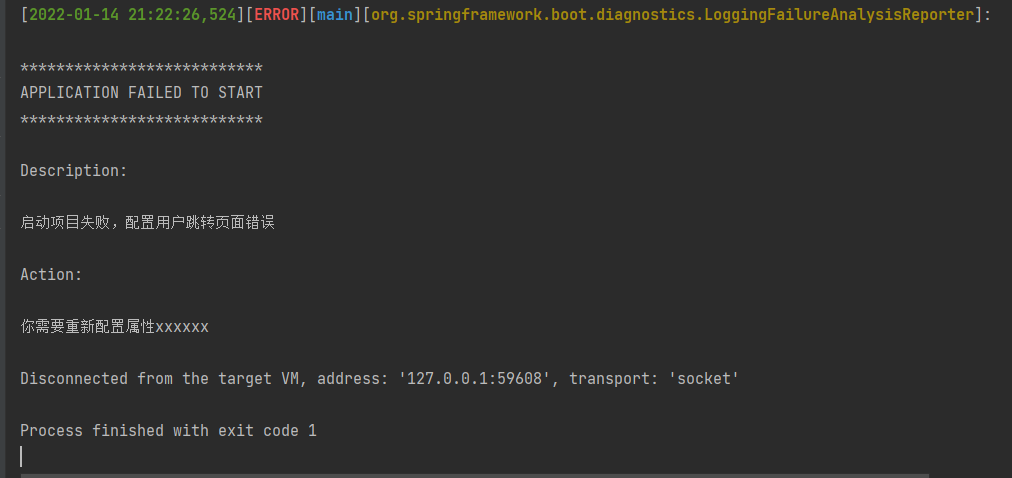 [2022-01-14 21:22:26,524][ERROR][main][org.springframework.boot.diagnostics.LoggingFailureAnalysisReporter]:
***************************
APPLICATION FAILED TO START
***************************
Description:
启动项目失败，配置用户跳转页面错误
Action:
你需要重新配置属性xxxxxx
Disconnected from the target VM, address: '127.0.0.1:59608', transport: 'socket'
Process finished with exit code 1